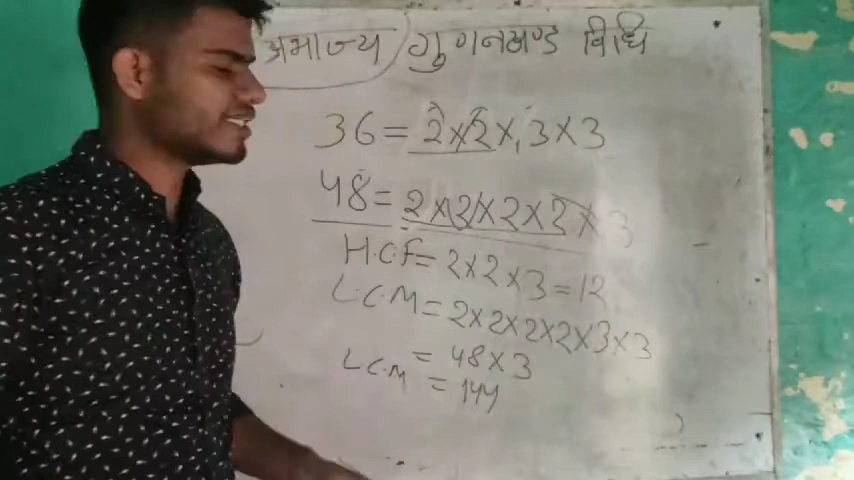 अभाज्य गुणनखण्ड विधि
36 = 2×2×3×3
48 = 2×2×2×2×3
H.C.F = 2×2×3 = 12
L.C.M = 2×2×2×2×3×3
= 48×3
L.C.M = 144